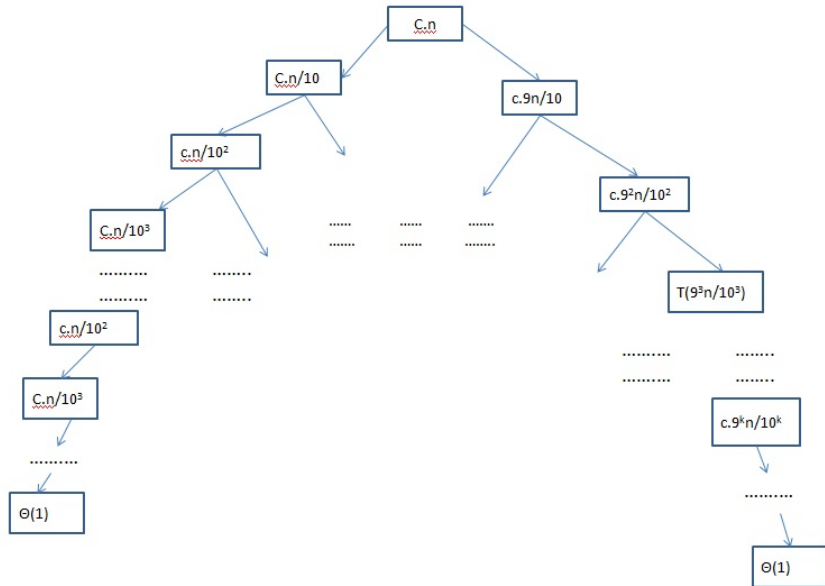 C.n
C.n/10
c.9n/10
c.n/10²
c.9²n/10²
C.n/10³
...... ...... .......
....... ...... ........
.......... ........
.......... ........
T(9³n/10³)
c.n/10²
.......... ........
.......... ........
C.n/10³
c.9ᵏn/10ᵏ
..........
..........
Θ(1)
Θ(1)